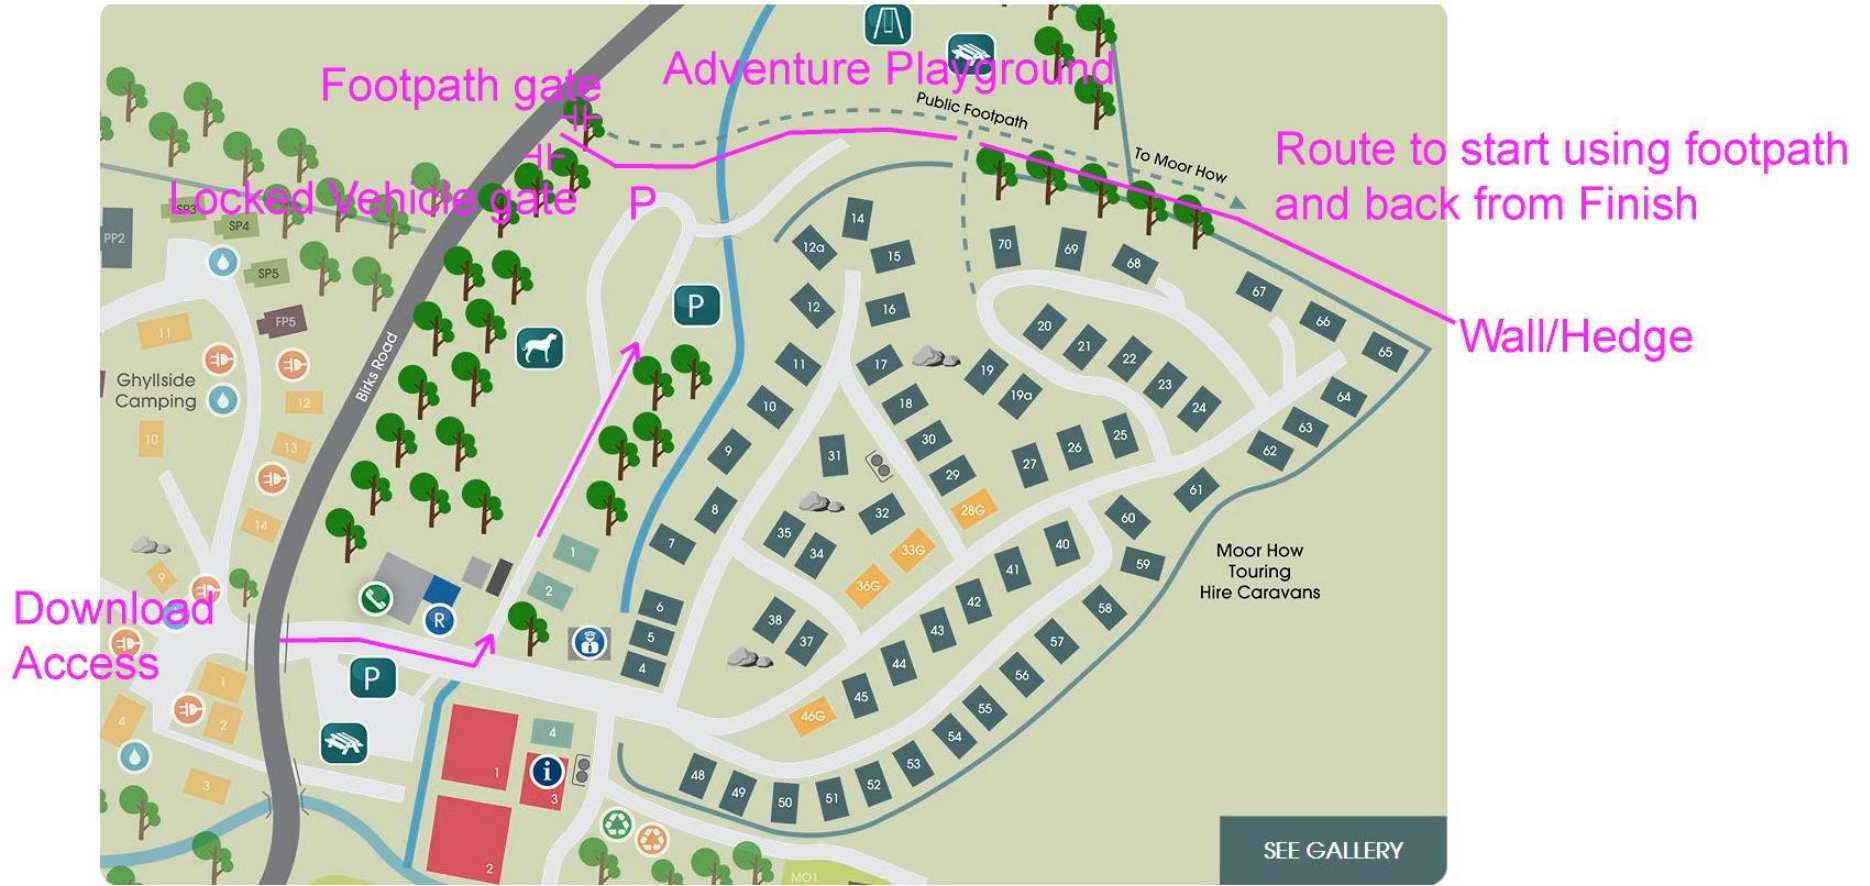 Footpath gate
Adventure Playground
Public Footpath
To Moor How
Route to start using footpath
and back from Finish
Locked Vehicle gate
P
SP3
SP4
PP2
SP5
FP5
Wall/Hedge
P
Birks Road
Ghyllside
Camping
11
12
10
13
14
9
14
12a
15
12
16
11
17
10
18
9
30
31
29
8
32
28G
7
35
34
33G
36G
6
5
4
38
37
70
69
68
67
66
65
64
63
62
61
60
59
58
57
56
55
54
53
52
51
50
49
48
20
21
22
23
24
19
19a
25
26
27
40
41
42
43
44
45
46G
1
2
R
Download
Access
P
1
2
4
3
4
1
i
3
2
Moor How
Touring
Hire Caravans
MO1
SEE GALLERY